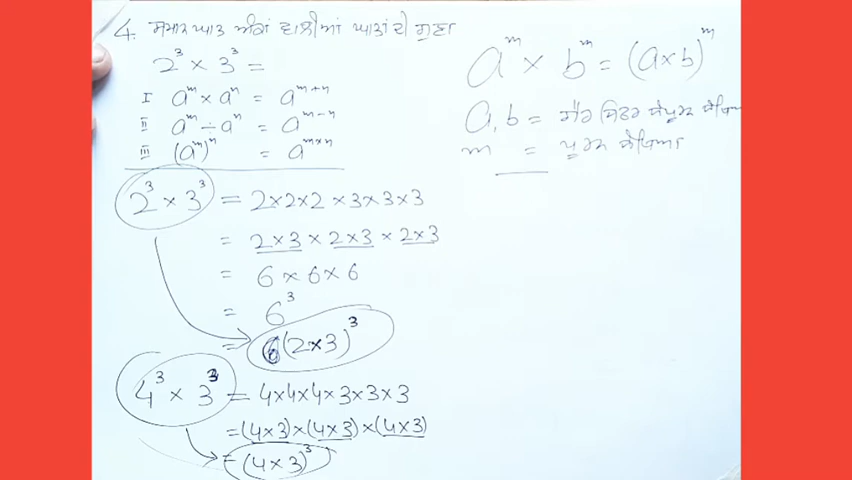 4. ਸਮਾਨ ਘਾਤ ਅੰਕਾਂ ਵਾਲੀਆਂ ਘਾਤਾਂ ਦੀ ਗੁਣਾ
2³ × 3³ =
I aᵐ × aⁿ = aᵐ⁺ⁿ
II aᵐ ÷ aⁿ = aᵐ⁻ⁿ
III (aᵐ)ⁿ = aᵐˣⁿ
2³ × 3³ = 2×2×2 × 3×3×3
= 2×3 × 2×3 × 2×3
= 6 × 6 × 6
= 6³
= (2×3)³
4³ × 3³ = 4×4×4×3×3×3
= (4×3)×(4×3)×(4×3)
= (4×3)³
aᵐ × bᵐ = (a×b)ᵐ
a, b = ਗੈਰ ਸਿਫਰ ਸੰਪੂਰਨ
m = ਪੂਰਨ ਸੰਖਿਆ